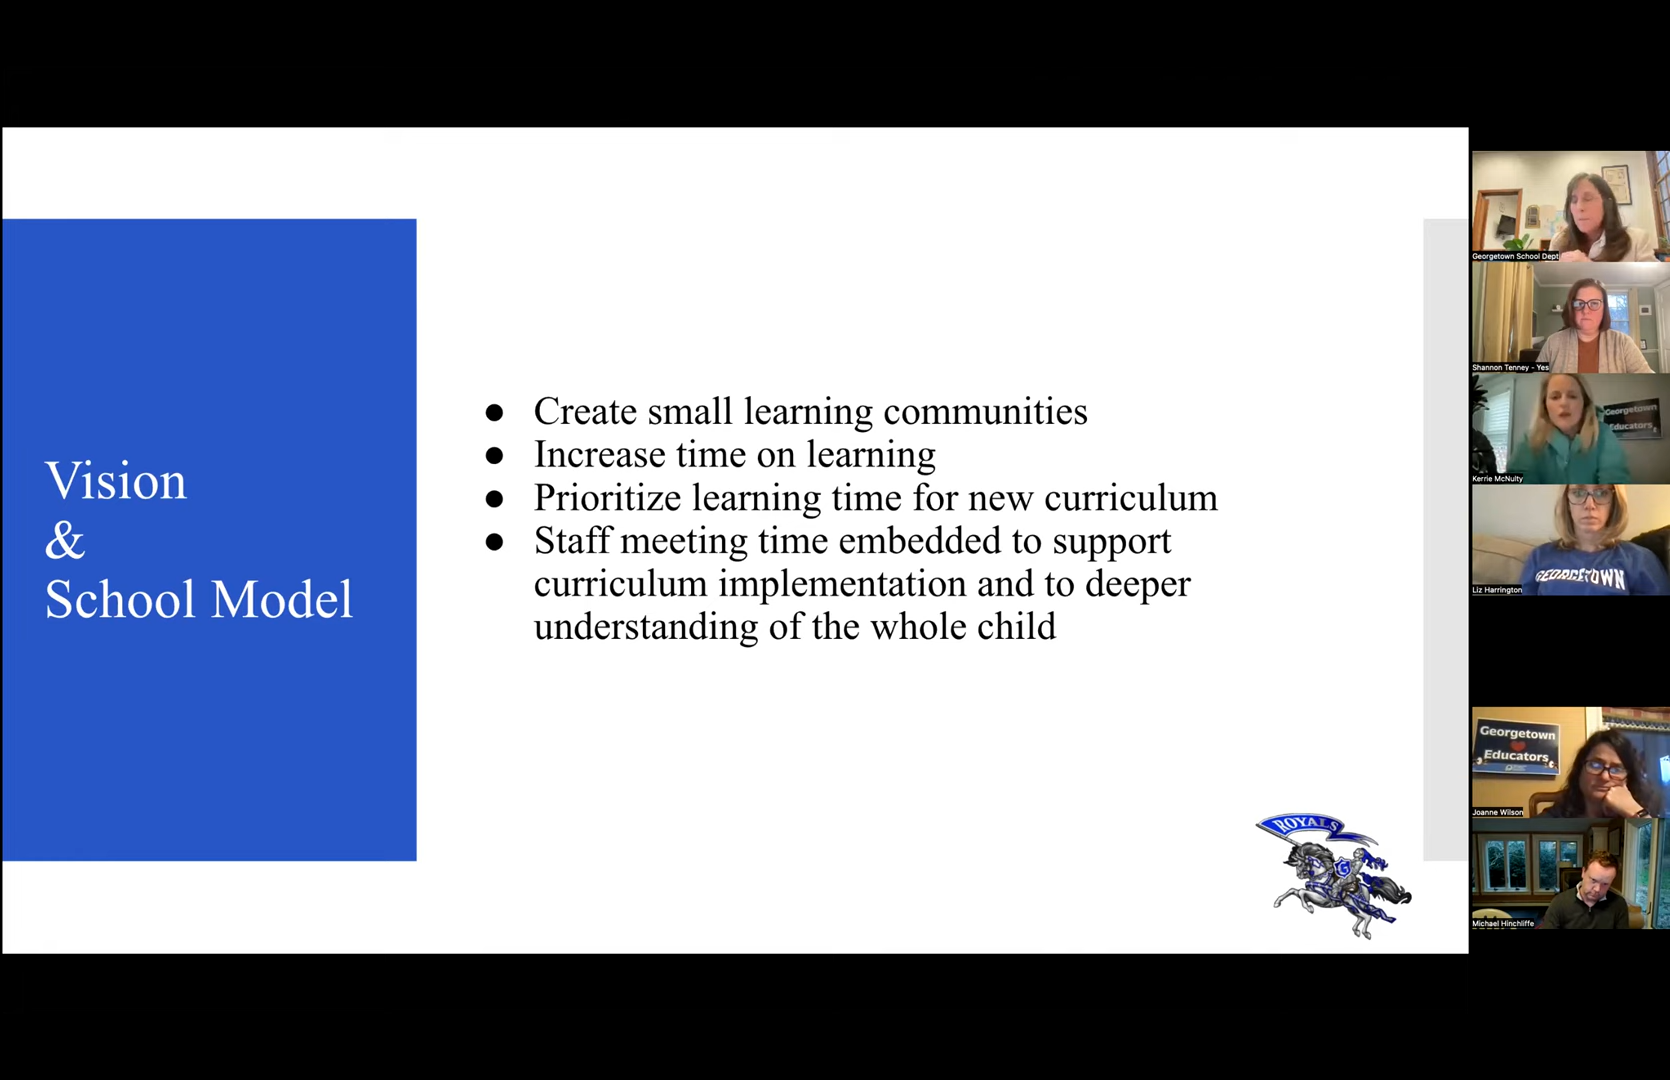 Vision
&
School Model
● Create small learning communities
● Increase time on learning
● Prioritize learning time for new curriculum
● Staff meeting time embedded to support
curriculum implementation and to deeper
understanding of the whole child
ROYALS
G
Georgetown School Dept
Shannon Tenney - Yes
Georgetown
Educators
Kerrie McNulty
GEORGETOWN
Liz Harrington
Georgetown
Educators
Joanne Wilson
Michael Hinchliffe